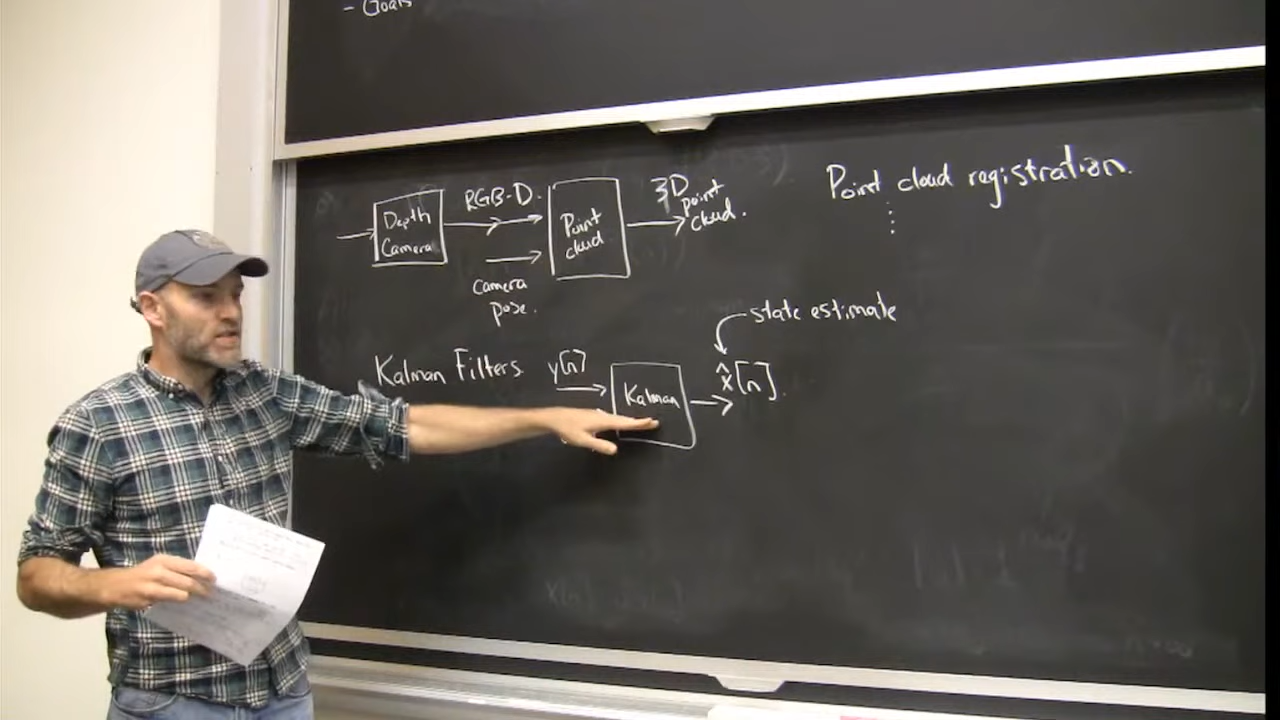 - Goals
Depth
Camera
RGB-D.
camera
pose.
Point
cloud
3D
point
cloud.
Point cloud registration.
⋮
Kalman Filters
y[n]
Kalman
x̂[n].
state estimate